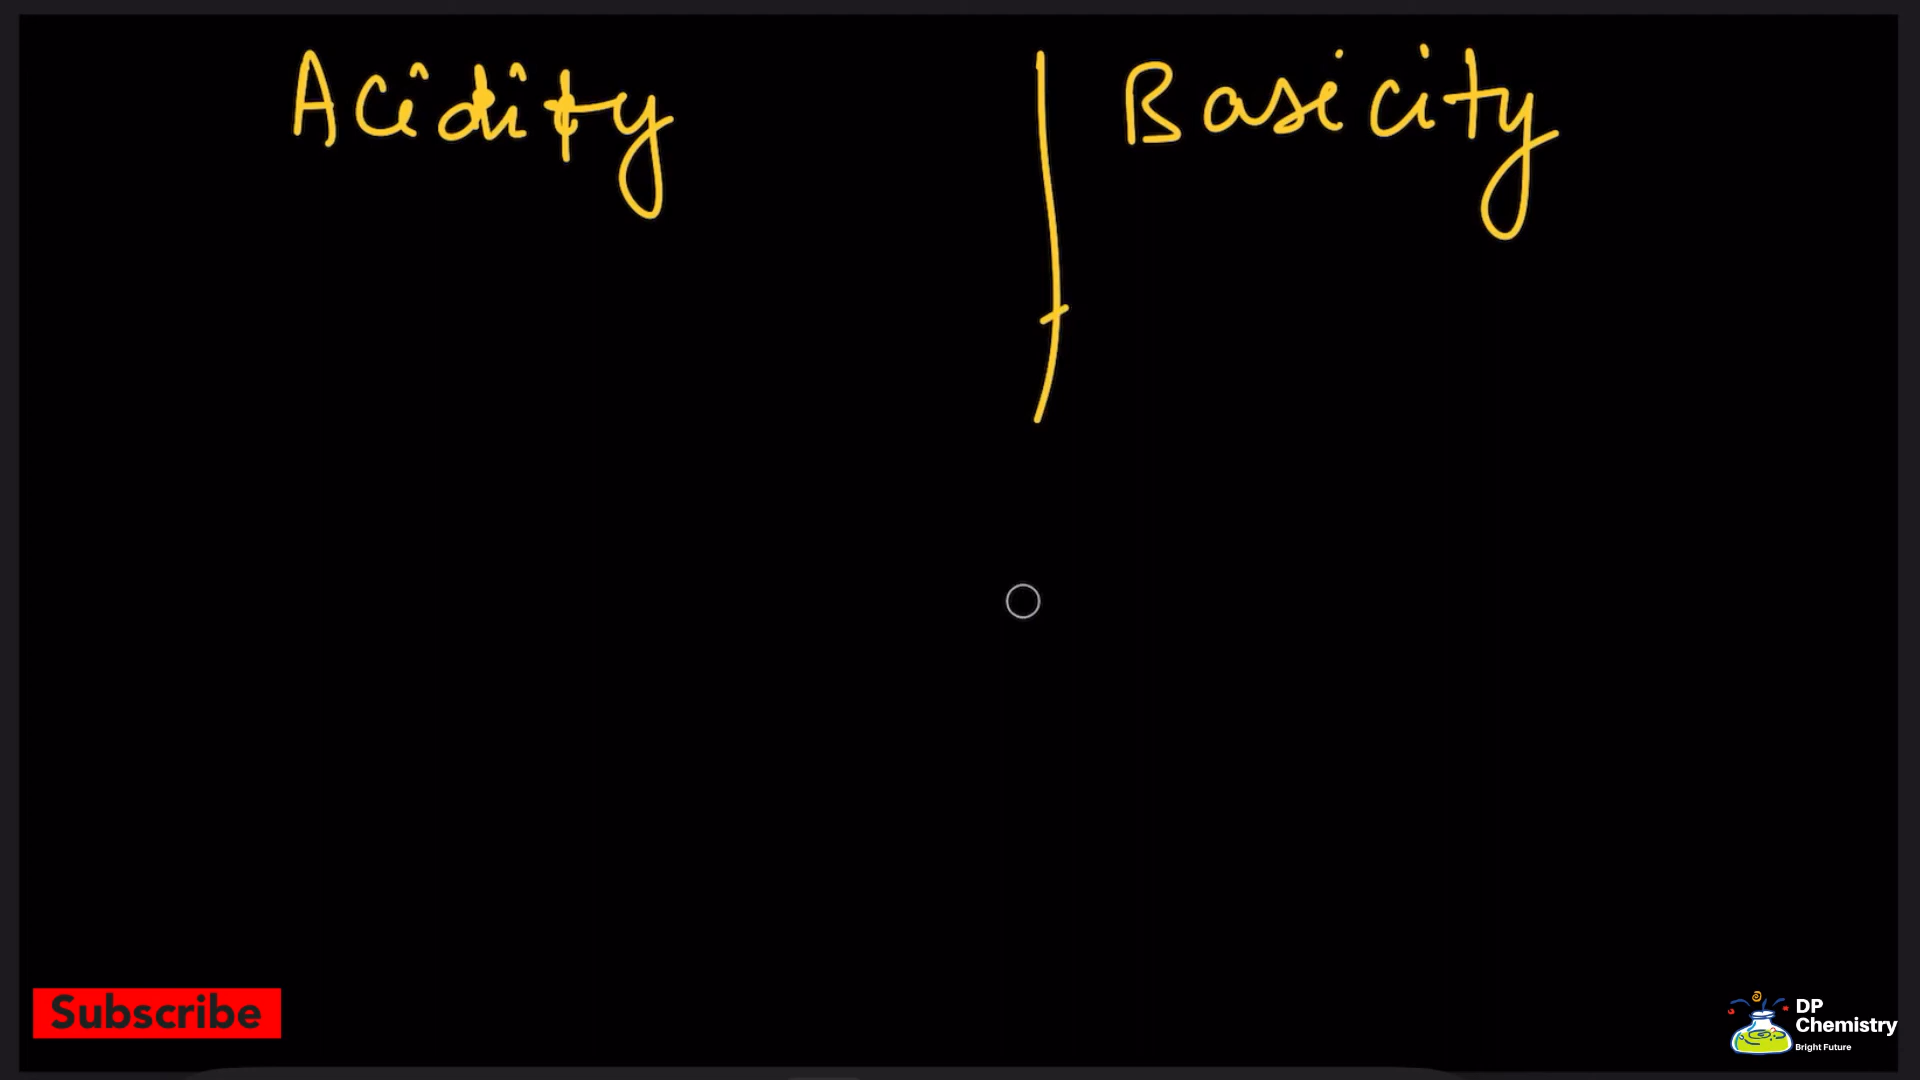 Acidity
Basicity
Subscribe
DP
Chemistry
Bright Future